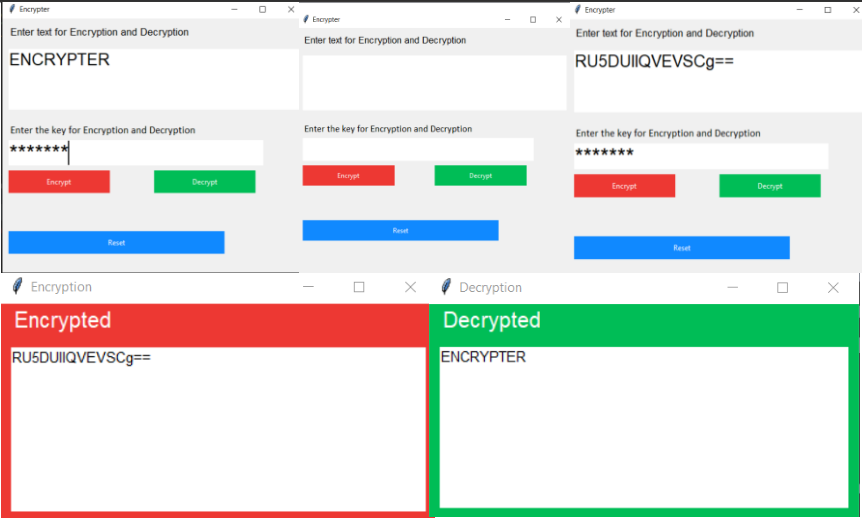 Encrypter
Enter text for Encryption and Decryption
ENCRYPTER
Enter the key for Encryption and Decryption
*******
Encrypt Decrypt
Reset
Encrypter
Enter text for Encryption and Decryption
Enter the key for Encryption and Decryption
Encrypt Decrypt
Reset
Encrypter
Enter text for Encryption and Decryption
RU5DUllQVEVSCg==
Enter the key for Encryption and Decryption
*******
Encrypt Decrypt
Reset
Encryption
Encrypted
RU5DUllQVEVSCg==
Decryption
Decrypted
ENCRYPTER